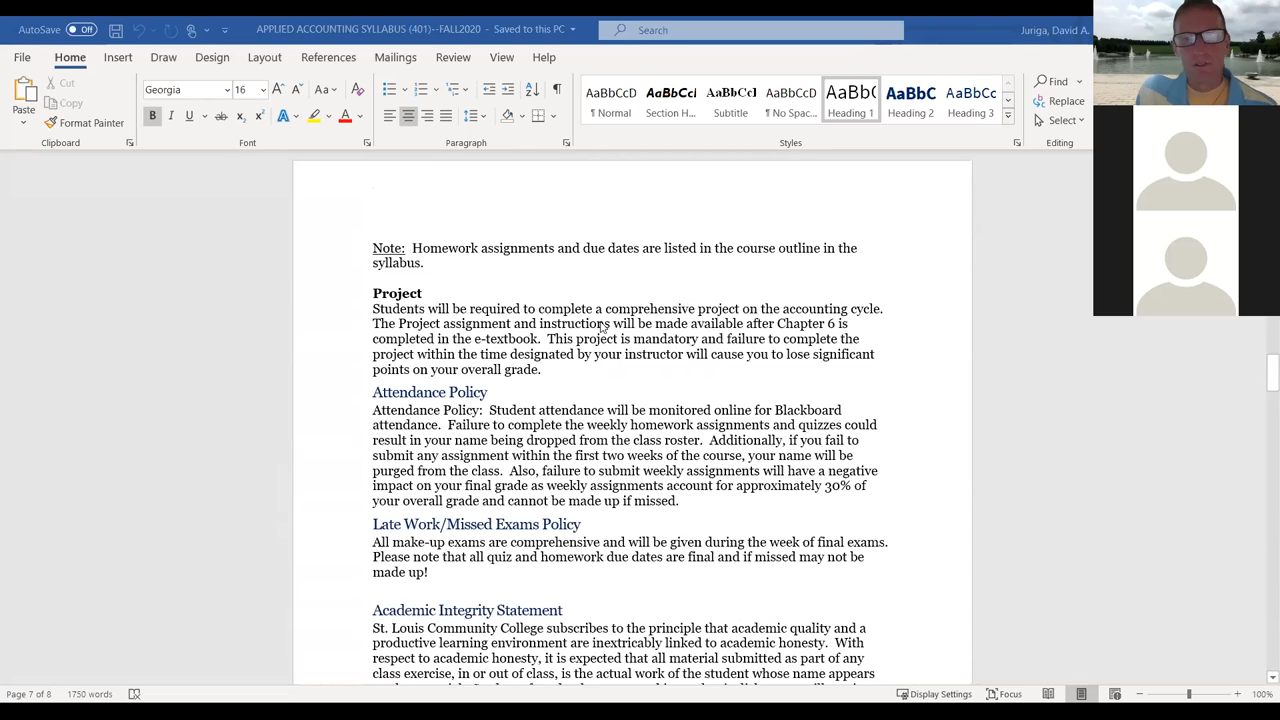 AutoSave Off APPLIED ACCOUNTING SYLLABUS (401)--FALL2020 - Saved to this PC Search Juriga, David A.
File Home Insert Draw Design Layout References Mailings Review View Help
Paste
Cut
Copy
Format Painter
Clipboard
Georgia 16
Font
Paragraph
AaBbCcD AaBbCcI AaBbCcI AaBbCcD AaBbC AaBbC AaBbCc
¶ Normal Section H... Subtitle ¶ No Spac... Heading 1 Heading 2 Heading 3
Styles
Find
Replace
Select
Editing
Note: Homework assignments and due dates are listed in the course outline in the
syllabus.
Project
Students will be required to complete a comprehensive project on the accounting cycle.
The Project assignment and instructions will be made available after Chapter 6 is
completed in the e-textbook. This project is mandatory and failure to complete the
project within the time designated by your instructor will cause you to lose significant
points on your overall grade.
Attendance Policy
Attendance Policy: Student attendance will be monitored online for Blackboard
attendance. Failure to complete the weekly homework assignments and quizzes could
result in your name being dropped from the class roster. Additionally, if you fail to
submit any assignment within the first two weeks of the course, your name will be
purged from the class. Also, failure to submit weekly assignments will have a negative
impact on your final grade as weekly assignments account for approximately 30% of
your overall grade and cannot be made up if missed.
Late Work/Missed Exams Policy
All make-up exams are comprehensive and will be given during the week of final exams.
Please note that all quiz and homework due dates are final and if missed may not be
made up!
Academic Integrity Statement
St. Louis Community College subscribes to the principle that academic quality and a
productive learning environment are inextricably linked to academic honesty. With
respect to academic honesty, it is expected that all material submitted as part of any
class exercise, in or out of class, is the actual work of the student whose name appears
Page 7 of 8 1750 words Display Settings Focus 100%